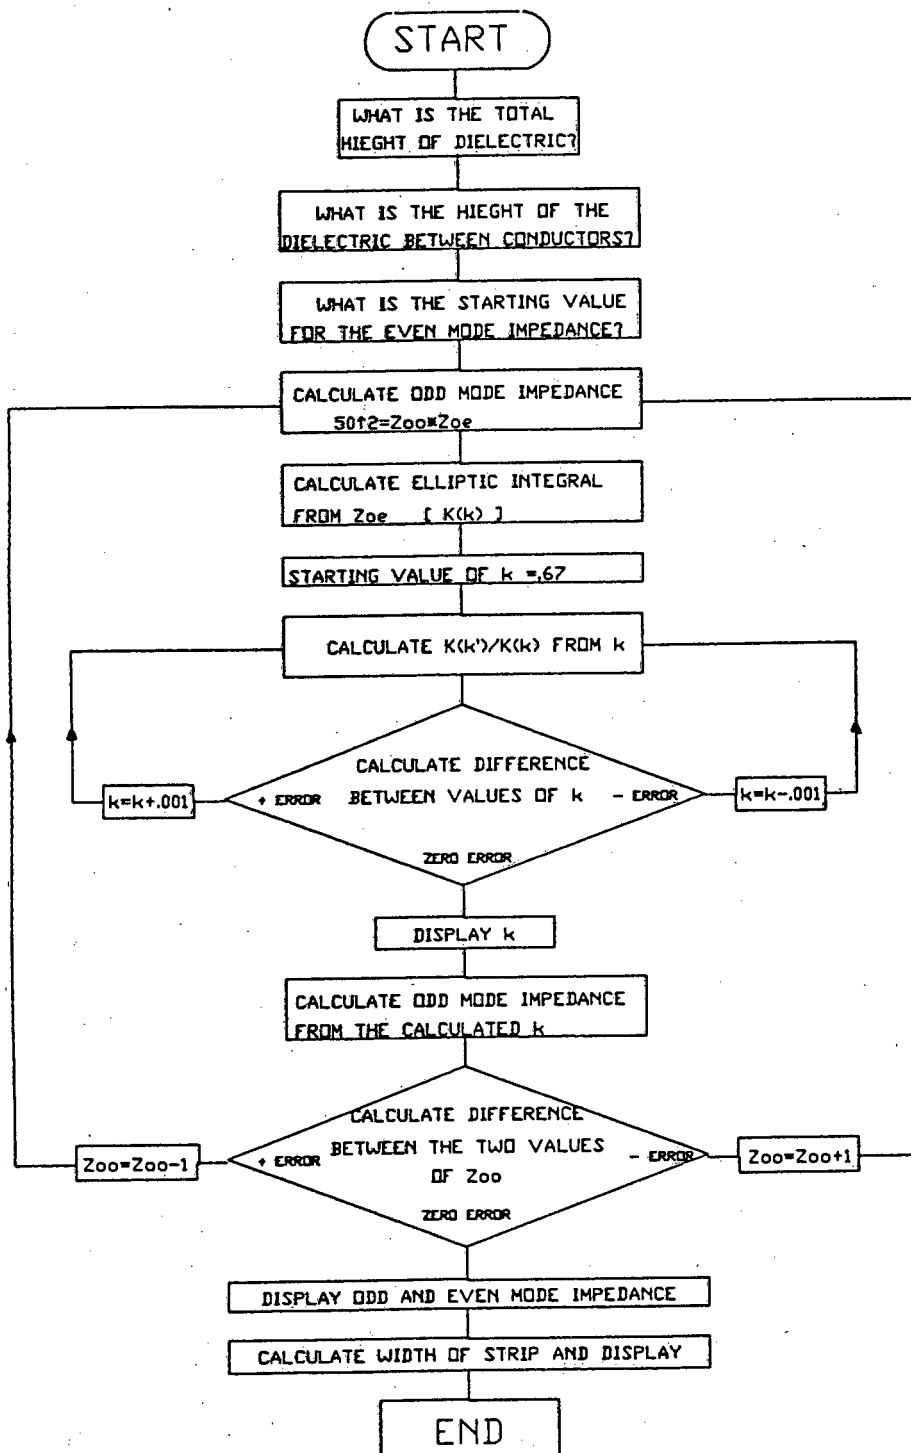 START
WHAT IS THE TOTAL
HIEGHT OF DIELECTRIC?
WHAT IS THE HIEGHT OF THE
DIELECTRIC BETWEEN CONDUCTORS?
WHAT IS THE STARTING VALUE
FOR THE EVEN MODE IMPEDANCE?
CALCULATE ODD MODE IMPEDANCE
50↑2=Zoo*Zoe
CALCULATE ELLIPTIC INTEGRAL
FROM Zoe [ K(k) ]
STARTING VALUE OF k =.67
CALCULATE K(k')/K(k) FROM k
CALCULATE DIFFERENCE
BETWEEN VALUES OF k
+ ERROR
- ERROR
k=k+.001
k=k-.001
ZERO ERROR
DISPLAY k
CALCULATE ODD MODE IMPEDANCE
FROM THE CALCULATED k
CALCULATE DIFFERENCE
BETWEEN THE TWO VALUES
OF Zoo
+ ERROR
- ERROR
Zoo=Zoo-1
Zoo=Zoo+1
ZERO ERROR
DISPLAY ODD AND EVEN MODE IMPEDANCE
CALCULATE WIDTH OF STRIP AND DISPLAY
END